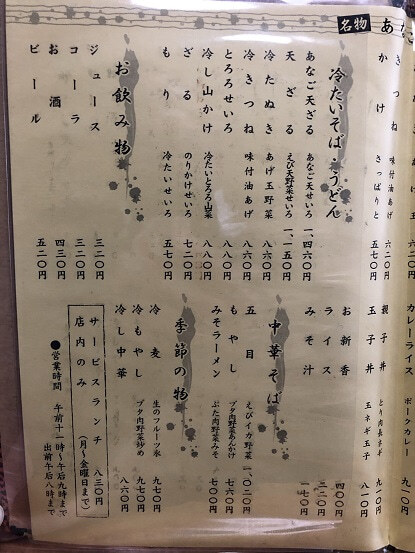 名物
あなご
かけ さっぱりと 五七〇円
きつね 味付油あげ 六二〇円
冷たいそば・うどん
あなご天ざる あなご天せいろ 一、四六〇円
天ざる えび天野菜せいろ 一、一五〇円
冷たぬき あげ玉野菜 八六〇円
冷きつね 味付油あげ 八六〇円
とろろせいろ 八八〇円
冷し山かけ 冷たいとろろ山菜 八八〇円
ざる のりかけせいろ 七二〇円
もり 冷たいせいろ 五七〇円
お飲み物
ジュース 三二〇円
コーラ 三二〇円
お酒 四三〇円
ビール 五二〇円
カレーライス ポークカレー 九一〇円
親子丼 とり肉長ネギ 九一〇円
玉子丼 玉ネギ玉子 八一〇円
お新香 四〇〇円
ライス 三二〇円
みそ汁 一七〇円
中華そば
五目 えびイカ野菜 一、〇二〇円
もやし ブタ肉野菜あんかけ 七六〇円
みそラーメン ぶた肉野菜みそ 七〇〇円
季節の物
冷麦 生のフルーツ氷 九七〇円
冷もやし ブタ肉野菜炒め 九七〇円
冷し中華 八六〇円
サービスランチ 八三〇円
店内のみ (月〜金曜日まで)
●営業時間 午前十一時〜午后九時まで
出前午后八時まで